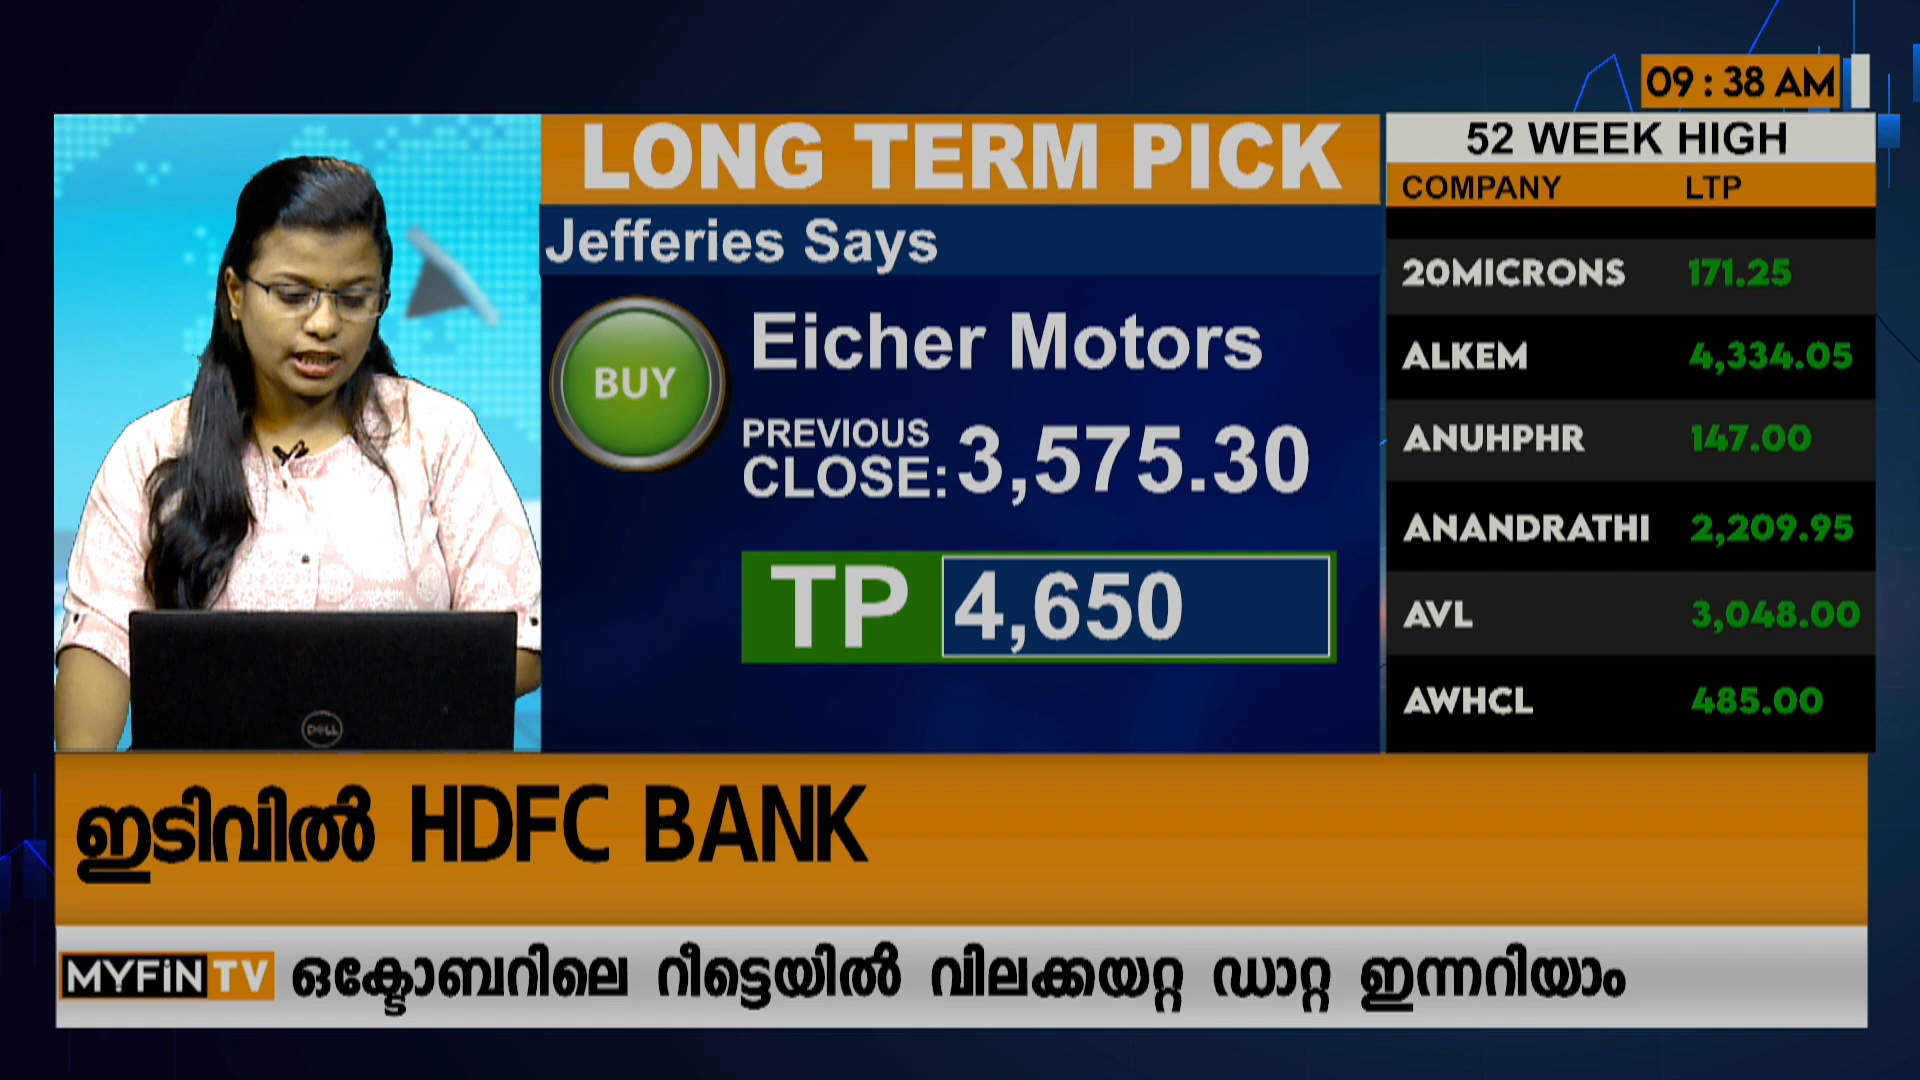 09 : 38 AM
LONG TERM PICK
Jefferies Says
BUY
Eicher Motors
PREVIOUS
CLOSE: 3,575.30
TP 4,650
52 WEEK HIGH
COMPANY LTP
20MICRONS 171.25
ALKEM 4,334.05
ANUHPHR 147.00
ANANDRATHI 2,209.95
AVL 3,048.00
AWHCL 485.00
DELL
ഇടിവിൽ HDFC BANK
MYFiN TV ഒക്ടോബറിലെ റീട്ടെയിൽ വിലക്കയറ്റ ഡാറ്റ ഇന്നറിയാം